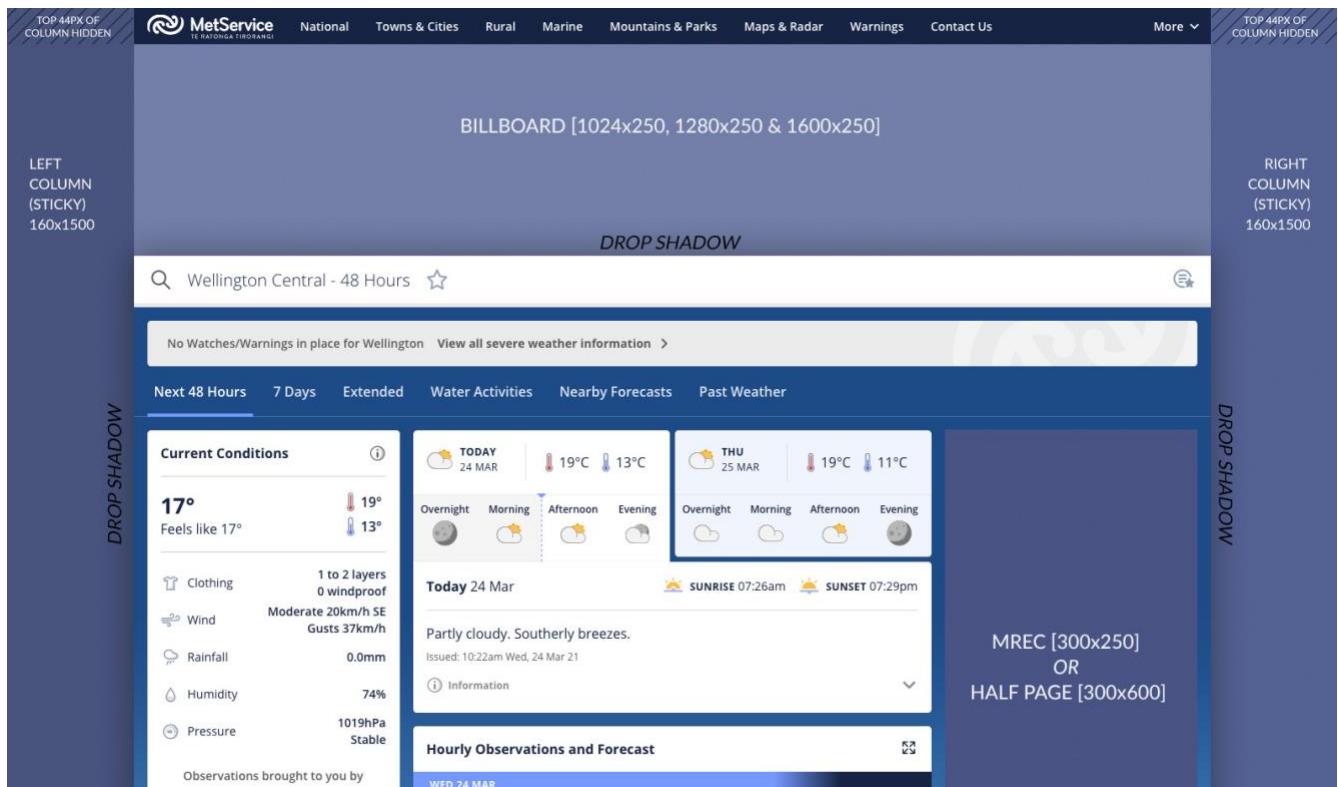 TOP 44PX OF
COLUMN HIDDEN
MetService
TE RATONGA TIRORANGI
National Towns & Cities Rural Marine Mountains & Parks Maps & Radar Warnings Contact Us More
TOP 44PX OF
COLUMN HIDDEN
BILLBOARD [1024x250, 1280x250 & 1600x250]
LEFT
COLUMN
(STICKY)
160x1500
RIGHT
COLUMN
(STICKY)
160x1500
DROP SHADOW
Wellington Central - 48 Hours
No Watches/Warnings in place for Wellington View all severe weather information >
Next 48 Hours 7 Days Extended Water Activities Nearby Forecasts Past Weather
DROP SHADOW
DROP SHADOW
Current Conditions
17°
Feels like 17°
19°
13°
Clothing
1 to 2 layers
0 windproof
Wind
Moderate 20km/h SE
Gusts 37km/h
Rainfall 0.0mm
Humidity 74%
Pressure
1019hPa
Stable
Observations brought to you by
TODAY
24 MAR
19°C 13°C
Overnight Morning Afternoon Evening
THU
25 MAR
19°C 11°C
Overnight Morning Afternoon Evening
Today 24 Mar
SUNRISE 07:26am SUNSET 07:29pm
Partly cloudy. Southerly breezes.
Issued: 10:22am Wed, 24 Mar 21
Information
Hourly Observations and Forecast
WED 24 MAR
MREC [300x250]
OR
HALF PAGE [300x600]